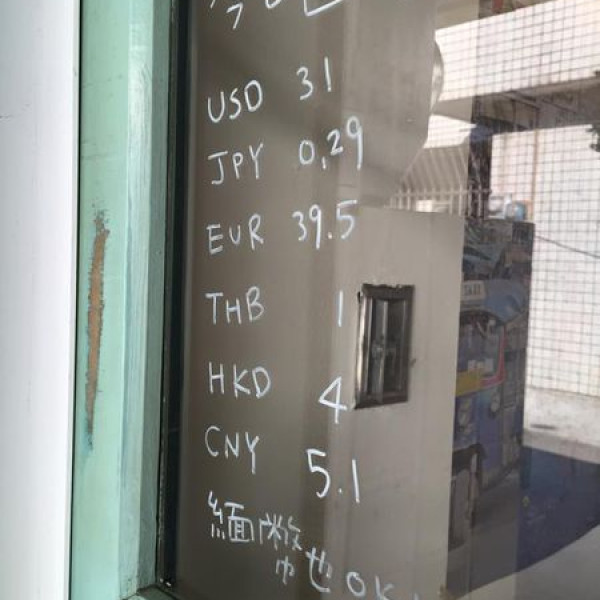 USD 31
JPY 0.29
EUR 39.5
THB 1
HKD 4
CNY 5.1
緬幣也OK